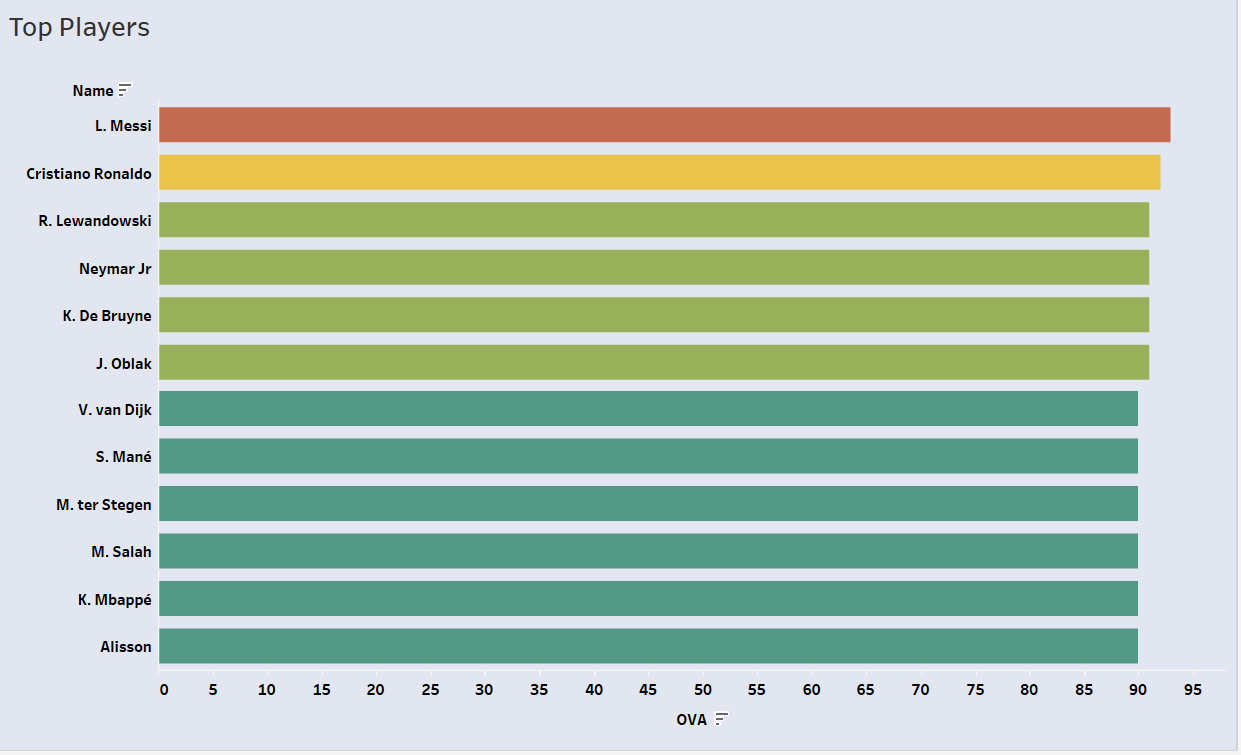 Top Players
Name
L. Messi
Cristiano Ronaldo
R. Lewandowski
Neymar Jr
K. De Bruyne
J. Oblak
V. van Dijk
S. Mané
M. ter Stegen
M. Salah
K. Mbappé
Alisson
0 5 10 15 20 25 30 35 40 45 50 55 60 65 70 75 80 85 90 95
OVA